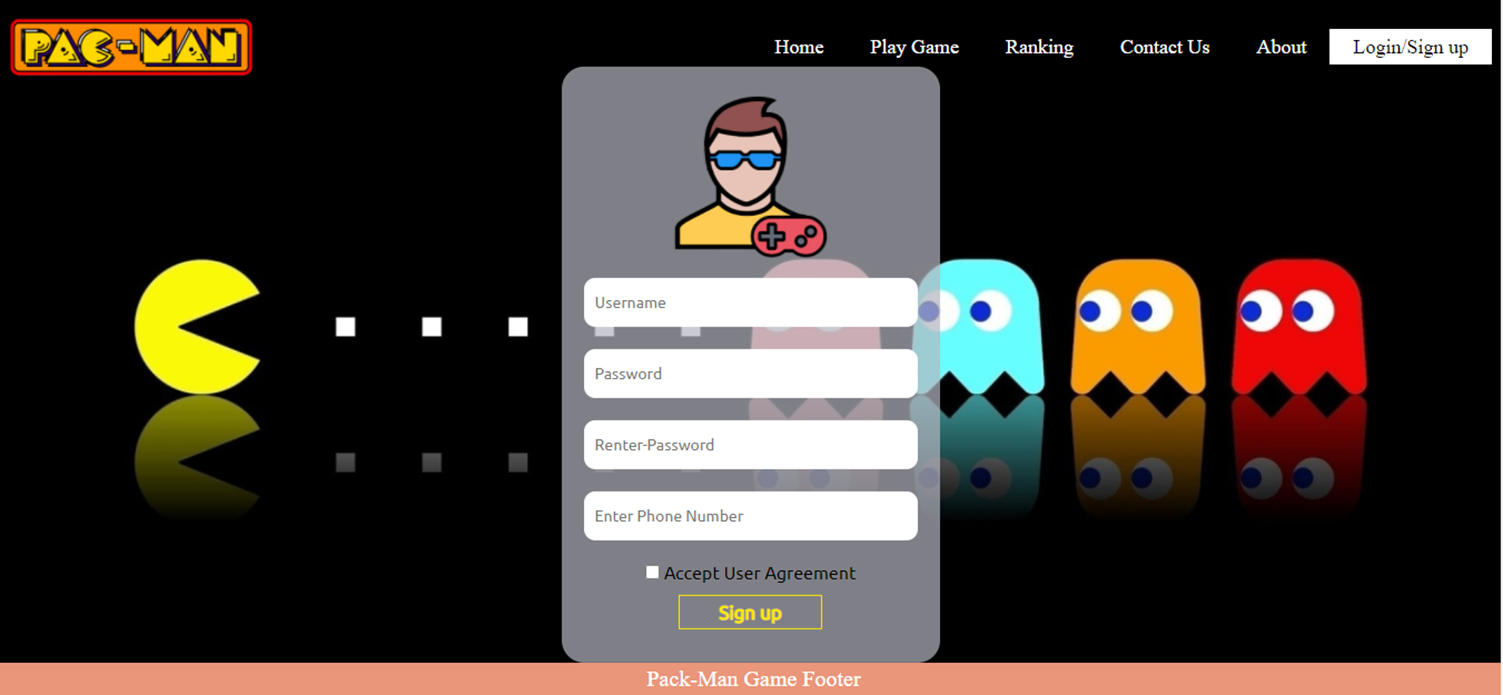 PAC-MAN
Home Play Game Ranking Contact Us About Login/Sign up
Username
Password
Renter-Password
Enter Phone Number
Accept User Agreement
Sign up
Pack-Man Game Footer